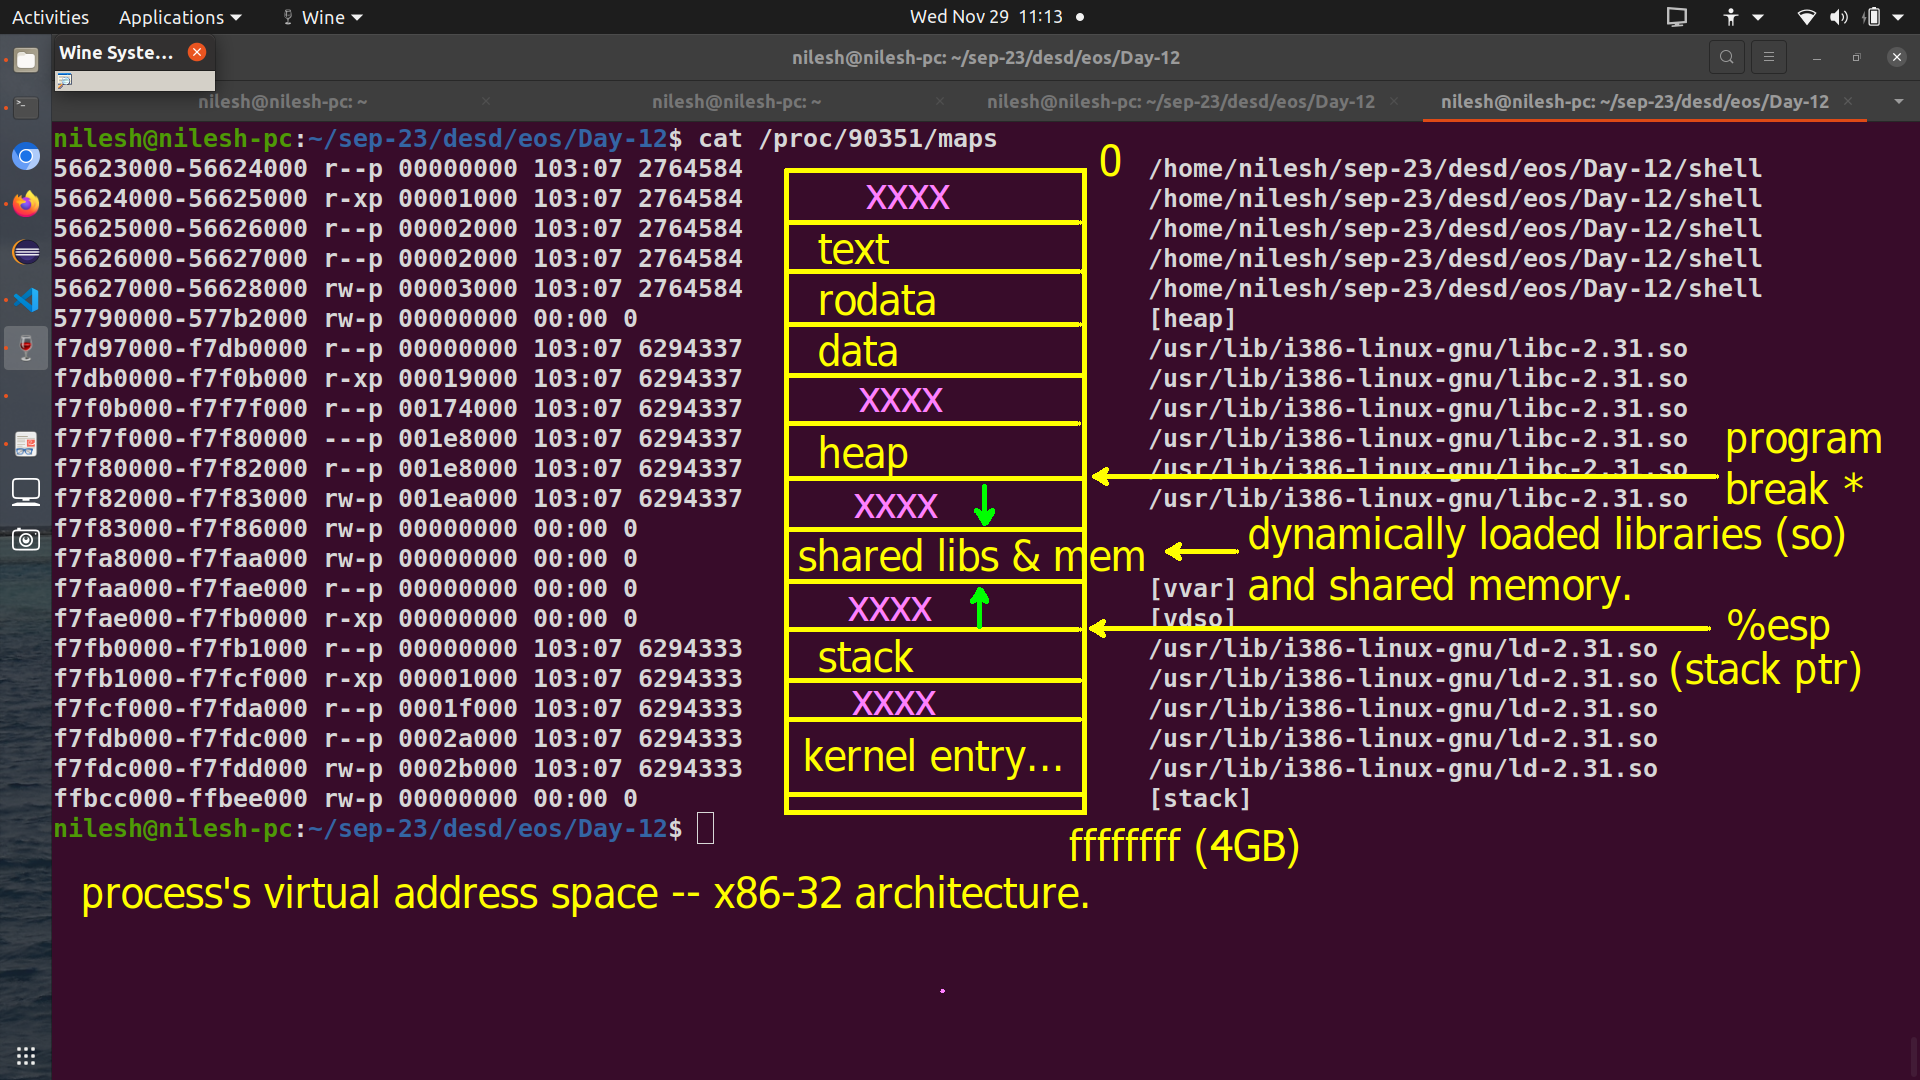 Activities Applications Wine Wed Nov 29 11:13
Wine Syste...
nilesh@nilesh-pc: ~/sep-23/desd/eos/Day-12
nilesh@nilesh-pc: ~ nilesh@nilesh-pc: ~ nilesh@nilesh-pc: ~/sep-23/desd/eos/Day-12 nilesh@nilesh-pc: ~/sep-23/desd/eos/Day-12
nilesh@nilesh-pc:~/sep-23/desd/eos/Day-12$ cat /proc/90351/maps
56623000-56624000 r--p 00000000 103:07 2764584 /home/nilesh/sep-23/desd/eos/Day-12/shell
56624000-56625000 r-xp 00001000 103:07 2764584 /home/nilesh/sep-23/desd/eos/Day-12/shell
56625000-56626000 r--p 00002000 103:07 2764584 /home/nilesh/sep-23/desd/eos/Day-12/shell
56626000-56627000 r--p 00002000 103:07 2764584 /home/nilesh/sep-23/desd/eos/Day-12/shell
56627000-56628000 rw-p 00003000 103:07 2764584 /home/nilesh/sep-23/desd/eos/Day-12/shell
57790000-577b2000 rw-p 00000000 00:00 0 [heap]
f7d97000-f7db0000 r--p 00000000 103:07 6294337 /usr/lib/i386-linux-gnu/libc-2.31.so
f7db0000-f7f0b000 r-xp 00019000 103:07 6294337 /usr/lib/i386-linux-gnu/libc-2.31.so
f7f0b000-f7f7f000 r--p 00174000 103:07 6294337 /usr/lib/i386-linux-gnu/libc-2.31.so
f7f7f000-f7f80000 ---p 001e8000 103:07 6294337 /usr/lib/i386-linux-gnu/libc-2.31.so
f7f80000-f7f82000 r--p 001e8000 103:07 6294337 /usr/lib/i386-linux-gnu/libc-2.31.so
f7f82000-f7f83000 rw-p 001ea000 103:07 6294337 /usr/lib/i386-linux-gnu/libc-2.31.so
f7f83000-f7f86000 rw-p 00000000 00:00 0
f7fa8000-f7faa000 rw-p 00000000 00:00 0
f7faa000-f7fae000 r--p 00000000 00:00 0 [vvar]
f7fae000-f7fb0000 r-xp 00000000 00:00 0 [vdso]
f7fb0000-f7fb1000 r--p 00000000 103:07 6294333 /usr/lib/i386-linux-gnu/ld-2.31.so
f7fb1000-f7fcf000 r-xp 00001000 103:07 6294333 /usr/lib/i386-linux-gnu/ld-2.31.so
f7fcf000-f7fda000 r--p 0001f000 103:07 6294333 /usr/lib/i386-linux-gnu/ld-2.31.so
f7fdb000-f7fdc000 r--p 0002a000 103:07 6294333 /usr/lib/i386-linux-gnu/ld-2.31.so
f7fdc000-f7fdd000 rw-p 0002b000 103:07 6294333 /usr/lib/i386-linux-gnu/ld-2.31.so
ffbcc000-ffbee000 rw-p 00000000 00:00 0 [stack]
nilesh@nilesh-pc:~/sep-23/desd/eos/Day-12$
0
xxxx
text
rodata
data
xxxx
heap
xxxx
shared libs & mem
xxxx
stack
xxxx
kernel entry...
ffffffff (4GB)
program
break *
dynamically loaded libraries (so)
and shared memory.
%esp
(stack ptr)
process's virtual address space -- x86-32 architecture.